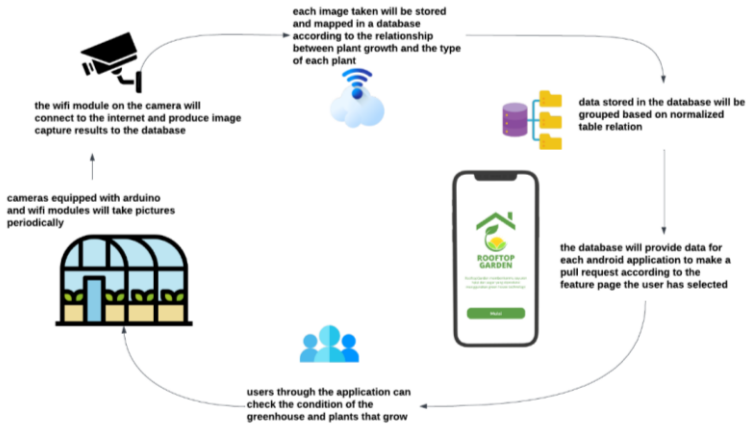 each image taken will be stored
and mapped in a database
according to the relationship
between plant growth and the type
of each plant
the wifi module on the camera will
connect to the internet and produce image
capture results to the database
data stored in the database will be
grouped based on normalized
table relation
cameras equipped with arduino
and wifi modules will take pictures
periodically
ROOFTOP
GARDEN
the database will provide data for
each android application to make a
pull request according to the
feature page the user has selected
users through the application can
check the condition of the
greenhouse and plants that grow